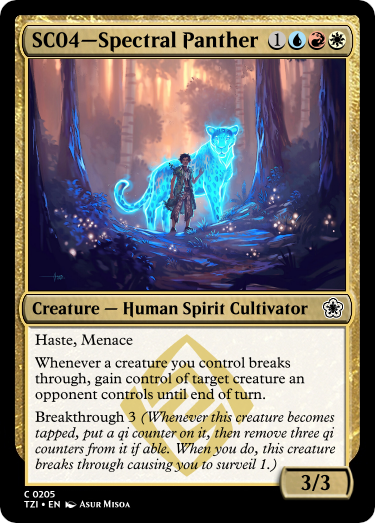 SC04—Spectral Panther 1
Creature — Human Spirit Cultivator
Haste, Menace
Whenever a creature you control breaks
through, gain control of target creature an
opponent controls until end of turn.
Breakthrough 3 (Whenever this creature becomes
tapped, put a qi counter on it, then remove three qi
counters from it if able. When you do, this creature
breaks through causing you to surveil 1.)
3/3
C 0205
TZI • EN Asur Misoa